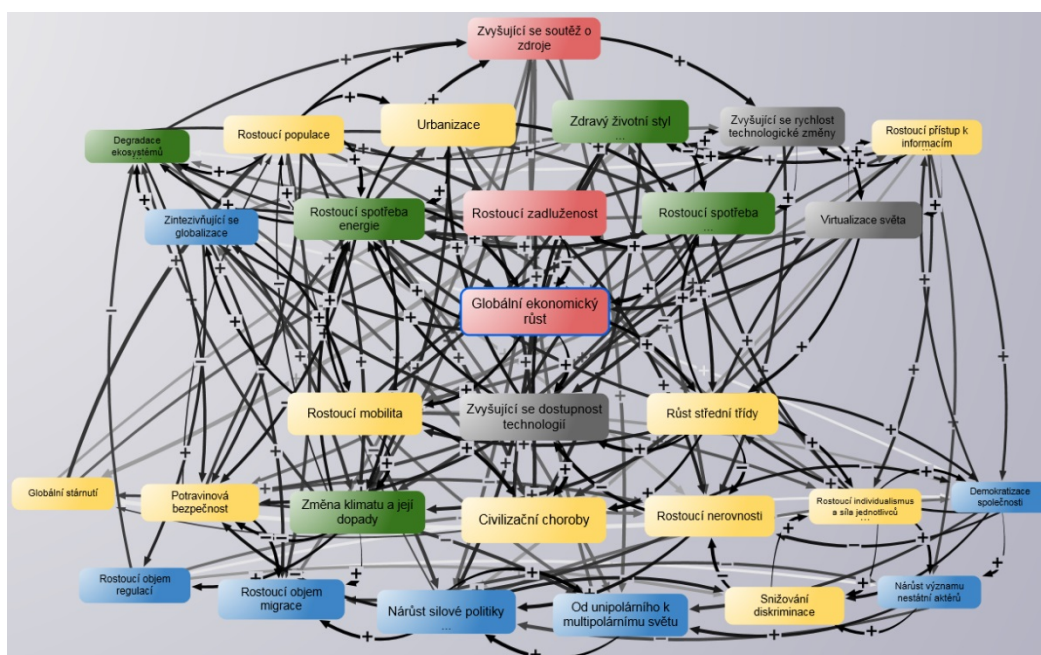 Zvyšující se soutěž o
zdroje
Rostoucí populace
Urbanizace
Zdravý životní styl
...
Zvyšující se rychlost
technologické změny
Rostoucí přístup k
informacím
...
Degradace
ekosystémů
...
Zintezivňující se
globalizace
Rostoucí spotřeba
energie
Rostoucí zadluženost
Rostoucí spotřeba
...
Virtualizace světa
Globální ekonomický
růst
Rostoucí mobilita
Zvyšující se dostupnost
technologií
Růst střední třídy
Globální stárnutí
Potravinová
bezpečnost
Změna klimatu a její
dopady
Civilizační choroby
Rostoucí nerovnosti
Rostoucí individualismus
a síla jednotlivců
...
Demokratizace
společnosti
Rostoucí objem
regulací
Rostoucí objem
migrace
Nárůst silové politiky
...
Od unipolárního k
multipolárnímu světu
Snižování
diskriminace
Nárůst významu
nestátní aktérů